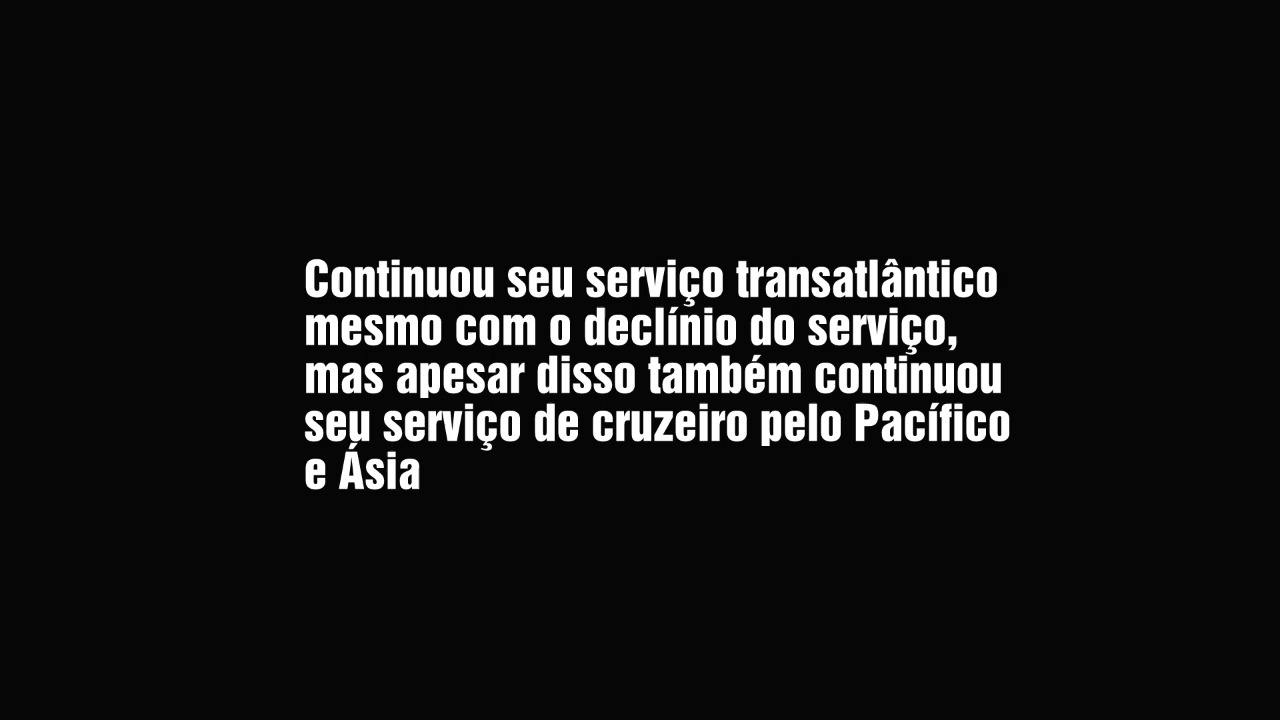 Continuou seu serviço transatlântico
mesmo com o declínio do serviço,
mas apesar disso também continuou
seu serviço de cruzeiro pelo Pacífico
e Ásia